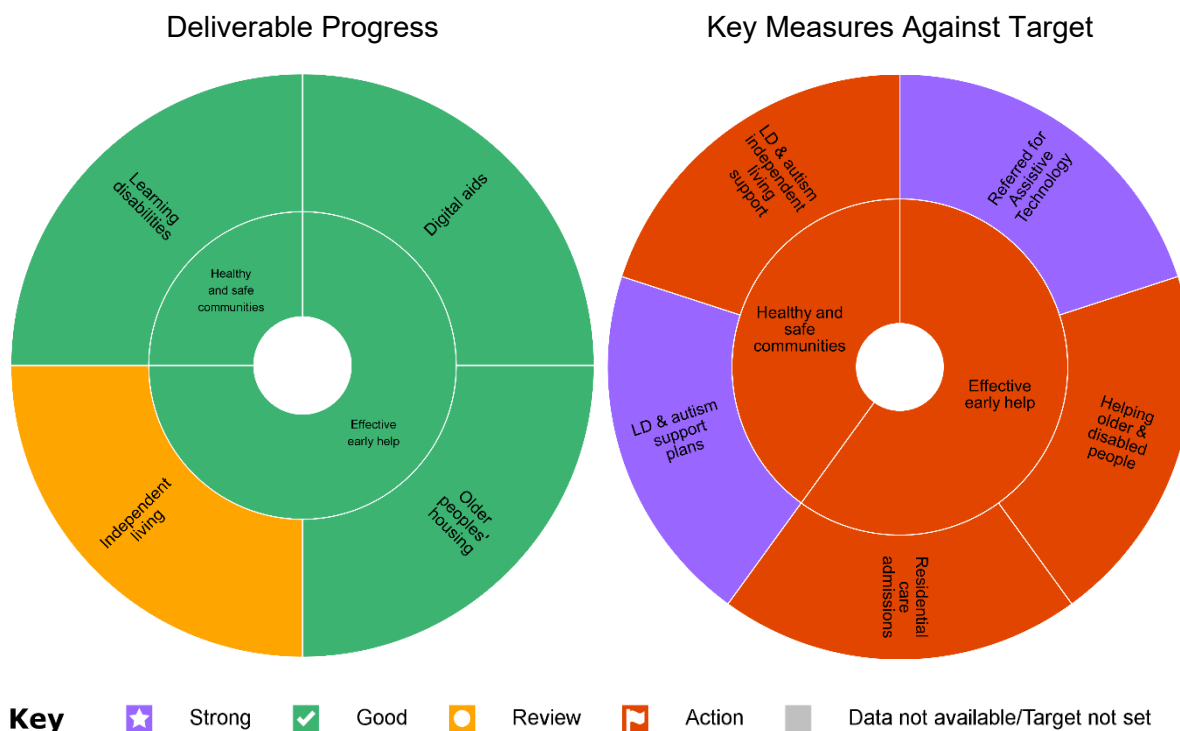 Deliverable Progress
Key Measures Against Target
Learning
disabilities
Digital aids
Healthy
and safe
communities
Effective
early help
Independent
living
Older
peoples'
housing
LD & autism
independent
living
support
Referred for
Assistive
Technology
Healthy and
safe
communities
Effective
early help
LD & autism
support
plans
Helping
older &
disabled
people
Residential
care
admissions
Key Strong Good Review Action Data not available/Target not set